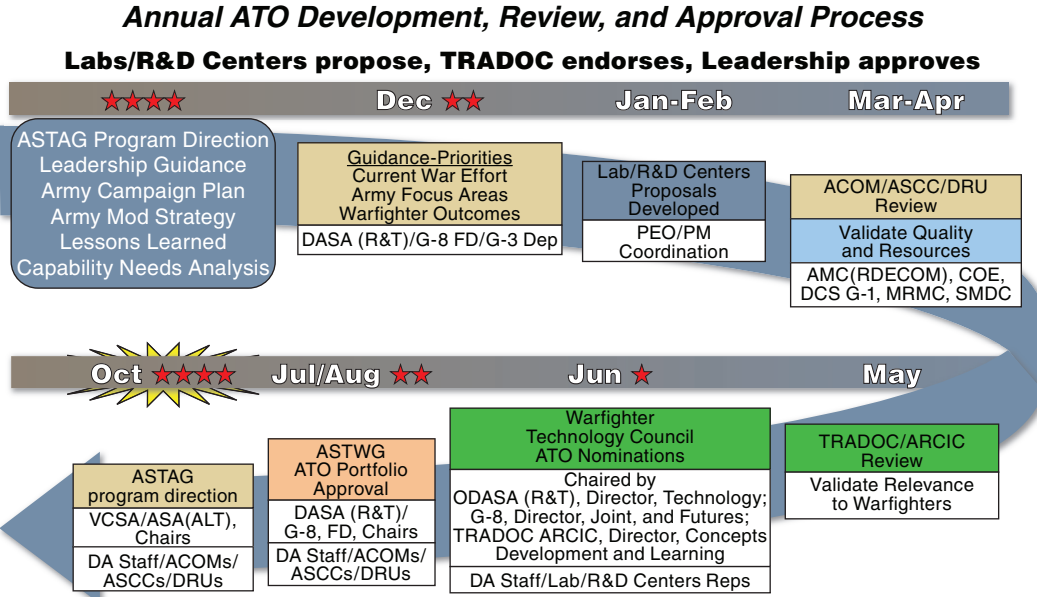 Annual ATO Development, Review, and Approval Process
Labs/R&D Centers propose, TRADOC endorses, Leadership approves
Dec
Jan-Feb
Mar-Apr
ASTAG Program Direction
Leadership Guidance
Army Campaign Plan
Army Mod Strategy
Lessons Learned
Capability Needs Analysis
Guidance-Priorities
Current War Effort
Army Focus Areas
Warfighter Outcomes
DASA (R&T)/G-8 FD/G-3 Dep
Lab/R&D Centers
Proposals
Developed
PEO/PM
Coordination
ACOM/ASCC/DRU
Review
Validate Quality
and Resources
AMC(RDECOM), COE,
DCS G-1, MRMC, SMDC
Oct
Jul/Aug
Jun
May
ASTAG
program direction
VCSA/ASA(ALT),
Chairs
DA Staff/ACOMs/
ASCCs/DRUs
ASTWG
ATO Portfolio
Approval
DASA (R&T)/
G-8, FD, Chairs
DA Staff/ACOMs/
ASCCs/DRUs
Warfighter
Technology Council
ATO Nominations
Chaired by
ODASA (R&T), Director, Technology;
G-8, Director, Joint, and Futures;
TRADOC ARCIC, Director, Concepts
Development and Learning
DA Staff/Lab/R&D Centers Reps
TRADOC/ARCIC
Review
Validate Relevance
to Warfighters